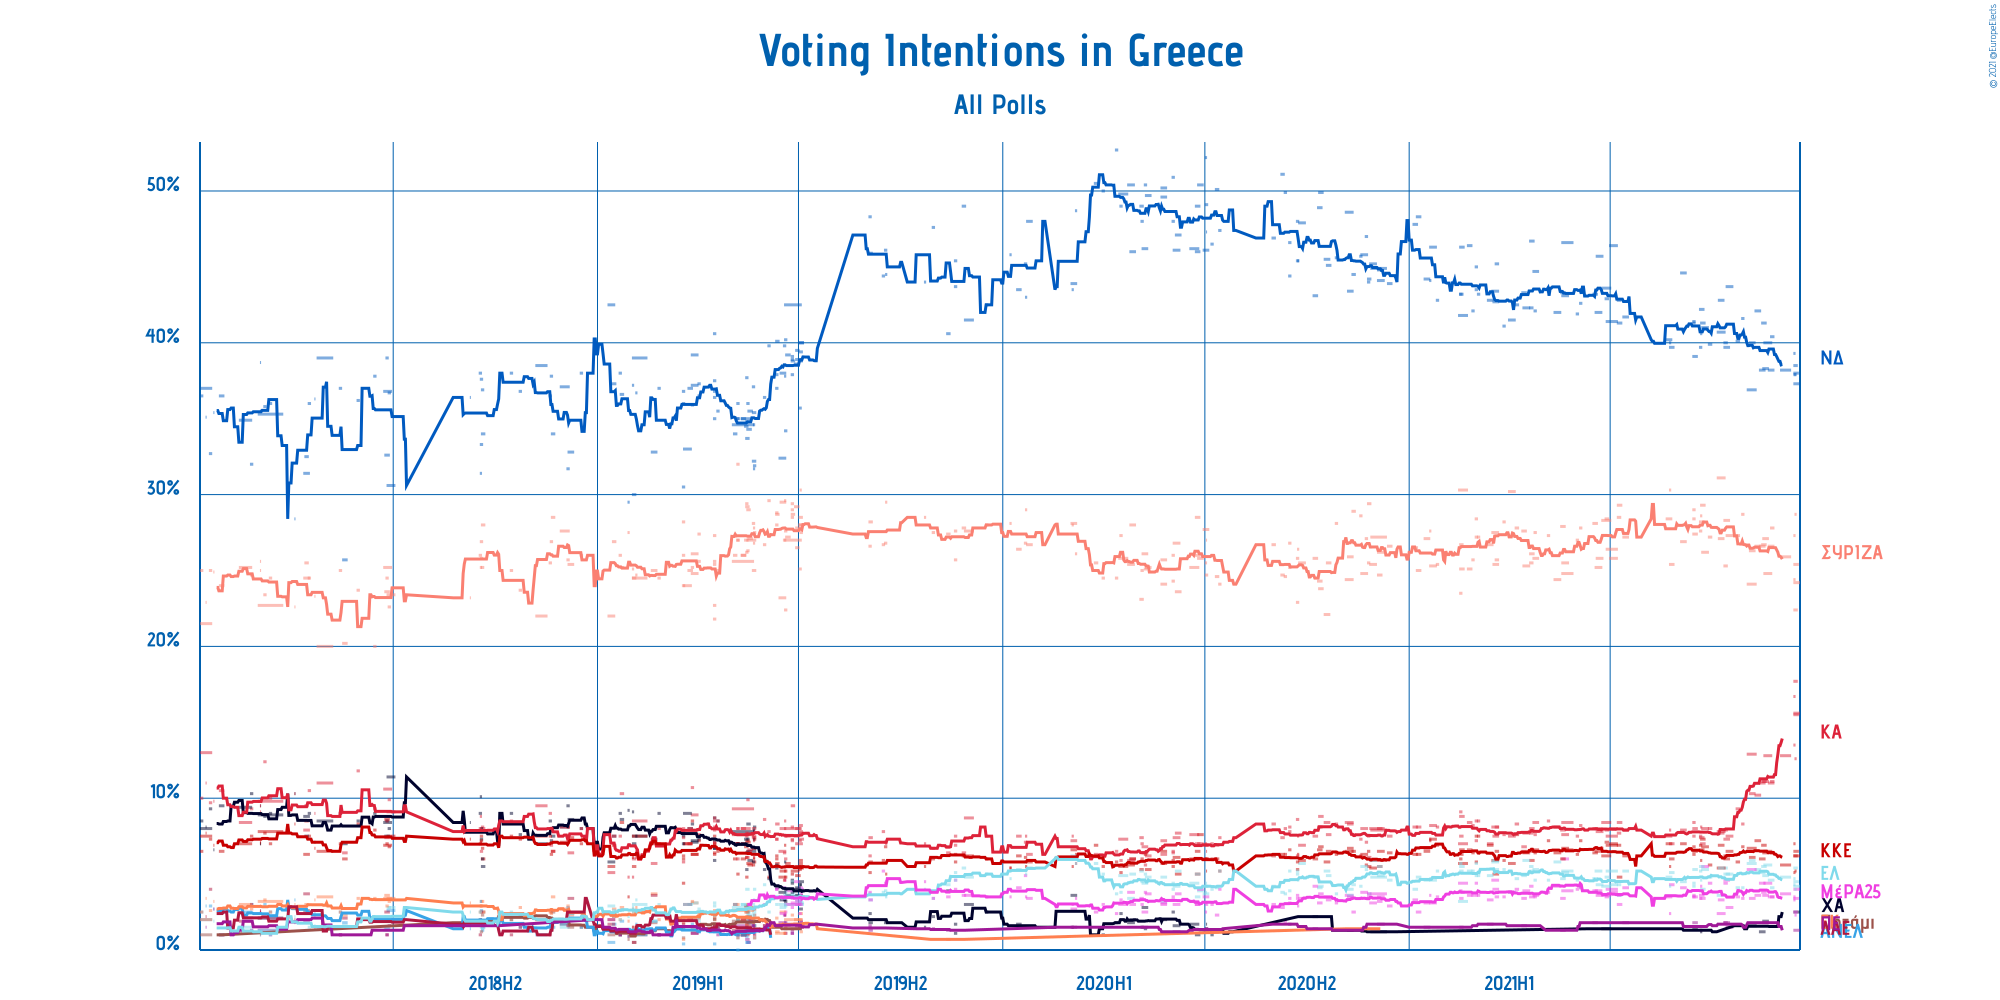 © 2021 @EuropeElects
Voting Intentions in Greece
All Polls
50%
40%
30%
20%
10%
0%
ΝΔ
ΣΥΡΙΖΑ
ΚΑ
ΚΚΕ
ΕΛ
ΜέΡΑ25
ΧΑ
2018H2
2019H1
2019H2
2020H1
2020H2
2021H1